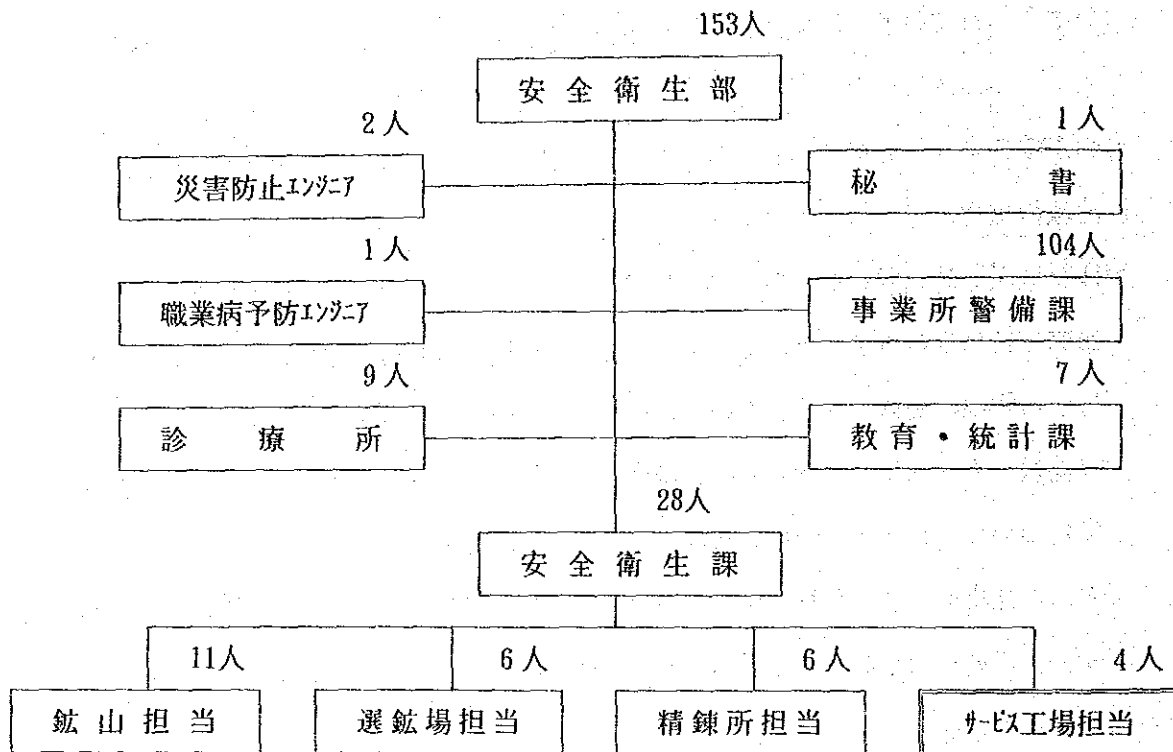 153人
安全衛生部
2人
1人
災害防止エンジニア
秘書
1人
104人
職業病予防エンジニア
事業所警備課
9人
7人
診療所
教育・統計課
28人
安全衛生課
11人
6人
6人
4人
鉱山担当
選鉱場担当
精錬所担当
サービス工場担当